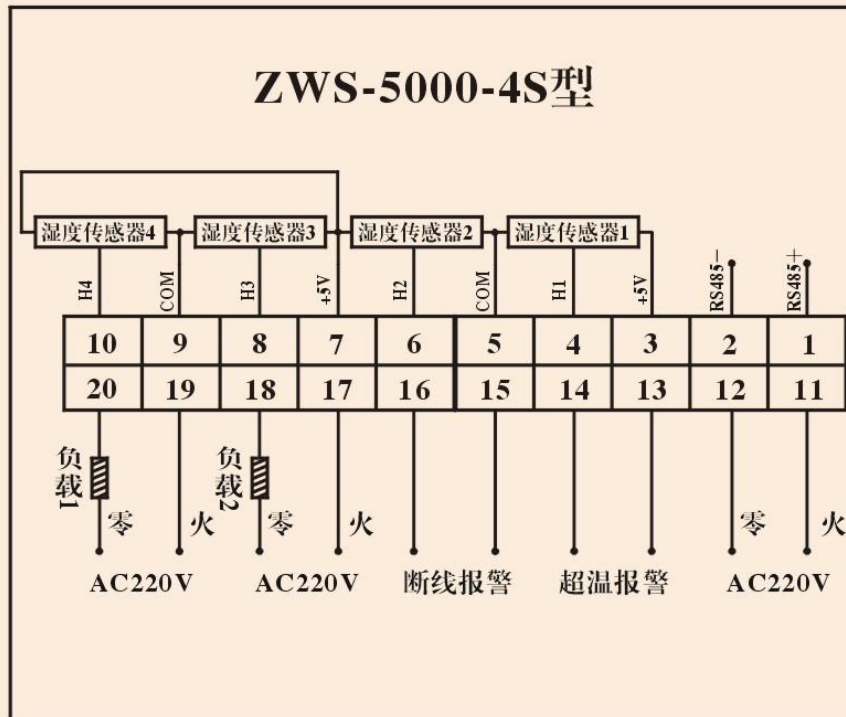 ZWS-5000-4S型
湿度传感器4
湿度传感器3
湿度传感器2
湿度传感器1
H4
COM
H3
+5V
H2
COM
H1
+5V
RS485−
RS485+
10 9 8 7 6 5 4 3 2 1
20 19 18 17 16 15 14 13 12 11
负载1
负载2
零 火 零 火 零 火
AC220V AC220V 断线报警 超温报警 AC220V